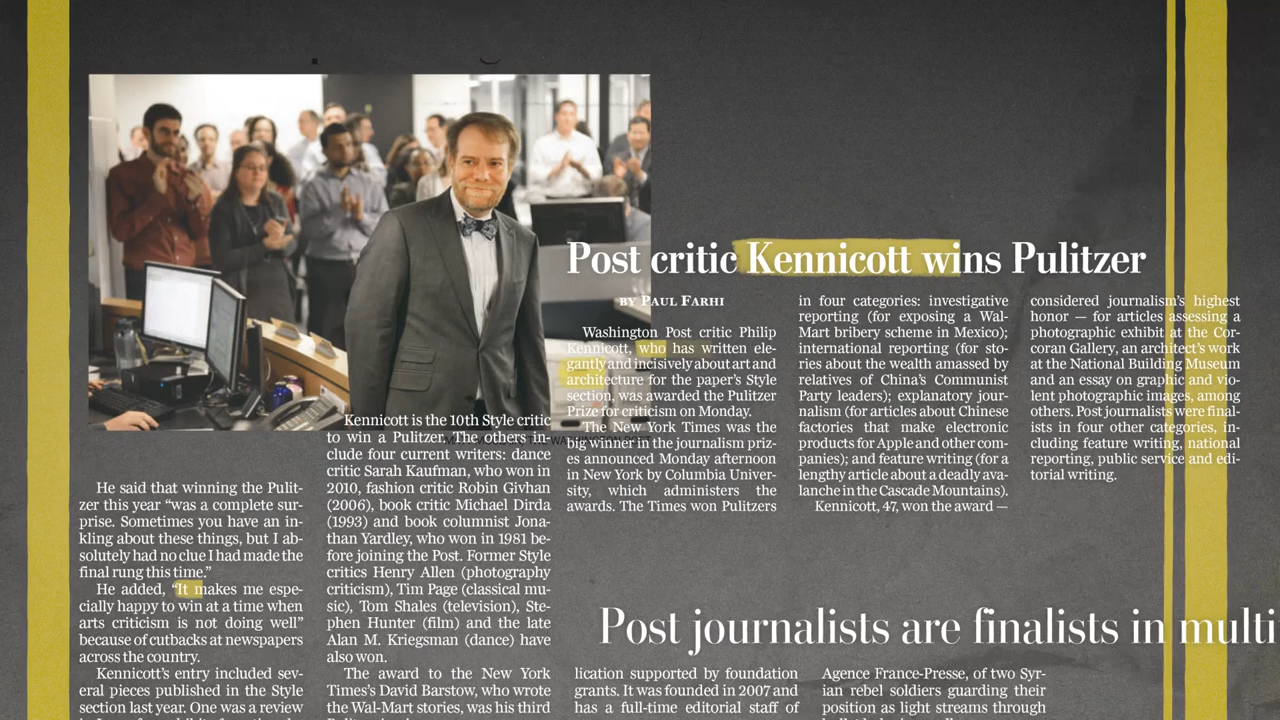 Post critic Kennicott wins Pulitzer
BY PAUL FARHI
Washington Post critic Philip
Kennicott, who has written ele-
gantly and incisively about art and
architecture for the paper's Style
section, was awarded the Pulitzer
Prize for criticism on Monday.
The New York Times was the
big winner in the journalism priz-
es announced Monday afternoon
in New York by Columbia Univer-
sity, which administers the
awards. The Times won Pulitzers
in four categories: investigative
reporting (for exposing a Wal-
Mart bribery scheme in Mexico);
international reporting (for sto-
ries about the wealth amassed by
relatives of China's Communist
Party leaders); explanatory jour-
nalism (for articles about Chinese
factories that make electronic
products for Apple and other com-
panies); and feature writing (for a
lengthy article about a deadly ava-
lanche in the Cascade Mountains).
Kennicott, 47, won the award —
considered journalism's highest
honor — for articles assessing a
photographic exhibit at the Cor-
coran Gallery, an architect's work
at the National Building Museum
and an essay on graphic and vio-
lent photographic images, among
others. Post journalists were final-
ists in four other categories, in-
cluding feature writing, national
reporting, public service and edi-
torial writing.
He said that winning the Pulit-
zer this year “was a complete sur-
prise. Sometimes you have an in-
kling about these things, but I ab-
solutely had no clue I had made the
final rung this time.”
He added, “It makes me espe-
cially happy to win at a time when
arts criticism is not doing well”
because of cutbacks at newspapers
across the country.
Kennicott's entry included sev-
eral pieces published in the Style
section last year. One was a review
Kennicott is the 10th Style critic
to win a Pulitzer. The others in-
clude four current writers: dance
critic Sarah Kaufman, who won in
2010, fashion critic Robin Givhan
(2006), book critic Michael Dirda
(1993) and book columnist Jona-
than Yardley, who won in 1981 be-
fore joining the Post. Former Style
critics Henry Allen (photography
criticism), Tim Page (classical mu-
sic), Tom Shales (television), Ste-
phen Hunter (film) and the late
Alan M. Kriegsman (dance) have
also won.
The award to the New York
Times's David Barstow, who wrote
the Wal-Mart stories, was his third
Post journalists are finalists in multi
lication supported by foundation
grants. It was founded in 2007 and
has a full-time editorial staff of
Agence France-Presse, of two Syr-
ian rebel soldiers guarding their
position as light streams through